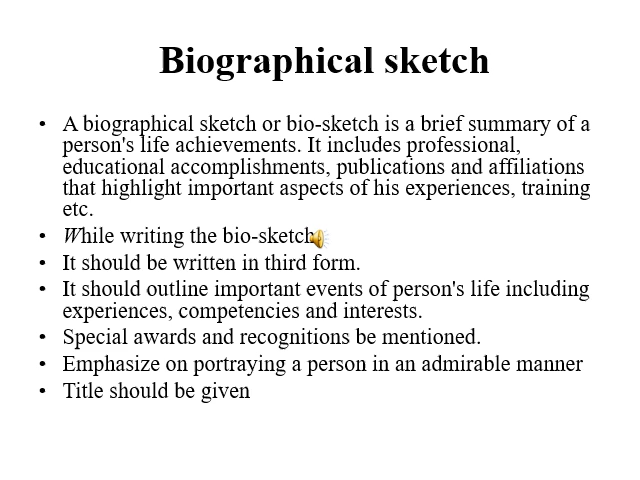 Biographical sketch
• A biographical sketch or bio-sketch is a brief summary of a
person's life achievements. It includes professional,
educational accomplishments, publications and affiliations
that highlight important aspects of his experiences, training
etc.
• While writing the bio-sketch
• It should be written in third form.
• It should outline important events of person's life including
experiences, competencies and interests.
• Special awards and recognitions be mentioned.
• Emphasize on portraying a person in an admirable manner
• Title should be given